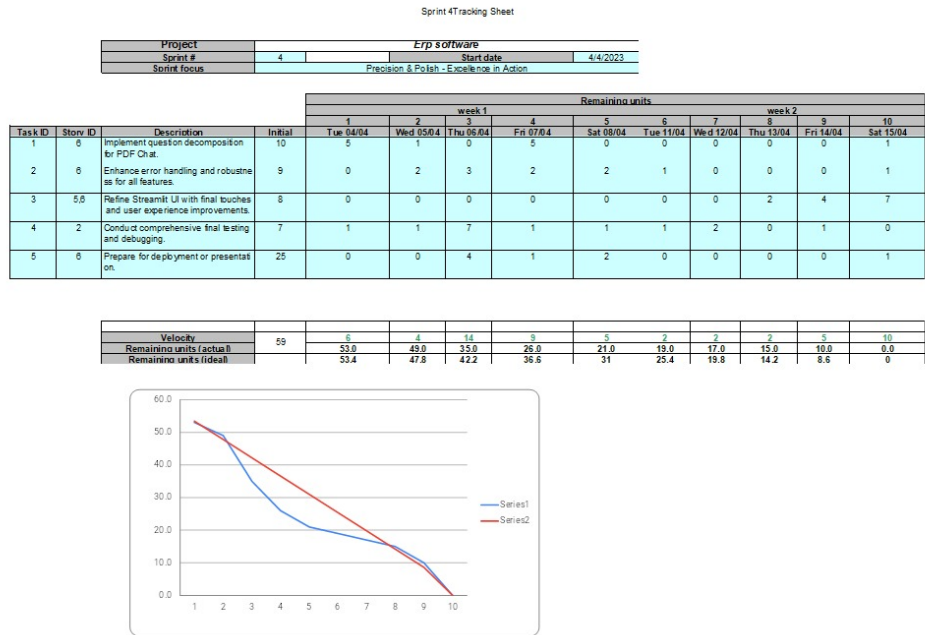 Sprint 4Tracking Sheet
Project Erp software
Sprint # 4 Start date 4/4/2023
Sprint focus Precision & Polish - Excellence in Action
Remaining units
week 1 week 2
1 2 3 4 5 6 7 8 9 10
Task ID Story ID Description Initial Tue 04/04 Wed 05/04 Thu 06/04 Fri 07/04 Sat 08/04 Tue 11/04 Wed 12/04 Thu 13/04 Fri 14/04 Sat 15/04
1 6 Implement question decomposition 10 5 1 0 5 0 0 0 0 0 1
for PDF Chat.
2 6 Enhance error handling and robustne 9 0 2 3 2 2 1 0 0 0 1
ss for all features.
3 5,6 Refine Streamlit UI with final touches 8 0 0 0 0 0 0 0 2 4 7
and user experience improvements.
4 2 Conduct comprehensive final testing 7 1 1 7 1 1 1 2 0 1 0
and debugging.
5 6 Prepare for deployment or presentati 25 0 0 4 1 2 0 0 0 0 1
on.
Velocity 59 6 4 14 9 5 2 2 2 5 10
Remaining units (actual) 53.0 49.0 35.0 26.0 21.0 19.0 17.0 15.0 10.0 0.0
Remaining units (ideal) 53.4 47.8 42.2 36.6 31 25.4 19.8 14.2 8.6 0
60.0
50.0
40.0
30.0
20.0
10.0
0.0
Series1
Series2
1 2 3 4 5 6 7 8 9 10